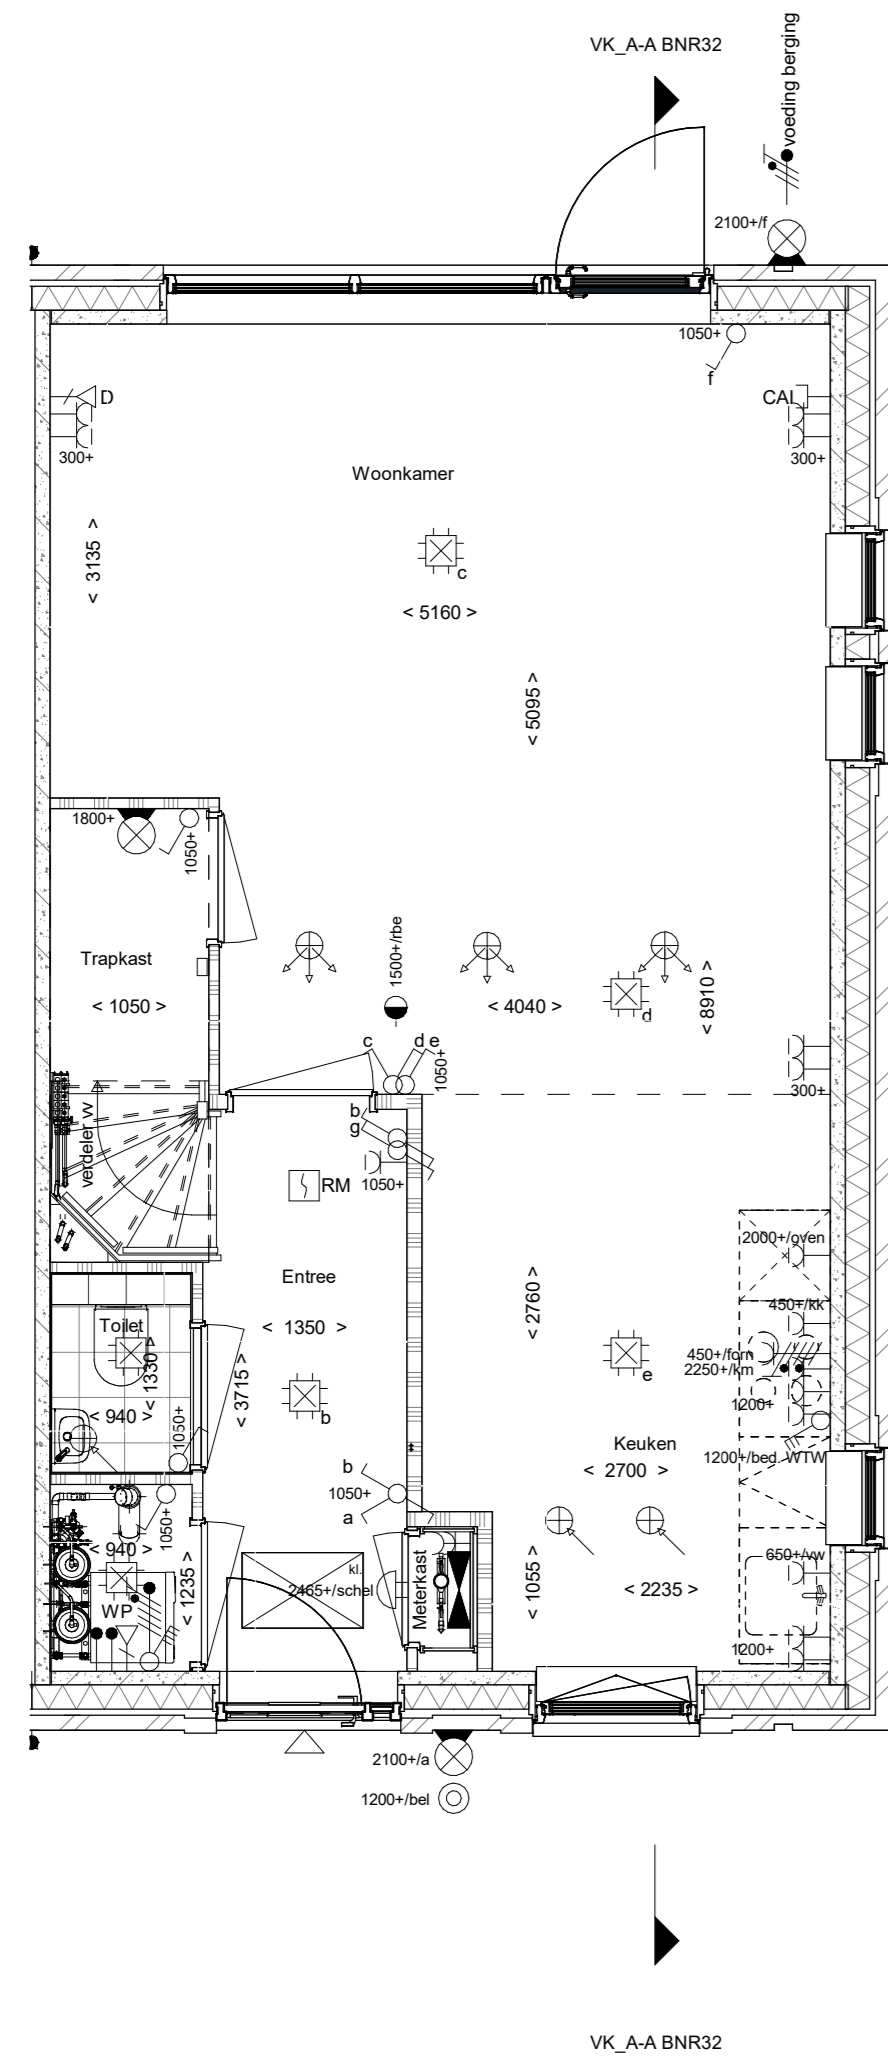 VK_A-A BNR32
voeding berging
2100+/f
1050+
f
D
CAI
300+
300+
Woonkamer
< 3135 >
c
< 5160 >
< 5095 >
1800+
1050+
Trapkast
< 1050 >
1500+/rbe
< 4040 >
d
< 8910 >
c
d e
1050+
300+
verdeler W
b
g
1050+
RM
2000+/oven
Entree
< 2760 >
450+/kk
Toilet
< 1350 >
< 1330 >
450+/forn
2250+/km
e
< 3715 >
1200+
< 940 >
b
1050+
Keuken
1200+/bed. WTW
< 2700 >
b
1050+
a
1050+
< 940 >
kl.
2465+/schel
Meterkast
< 1055 >
650+/vw
< 1235 >
< 2235 >
WP
1200+
2100+/a
1200+/bel
VK_A-A BNR32